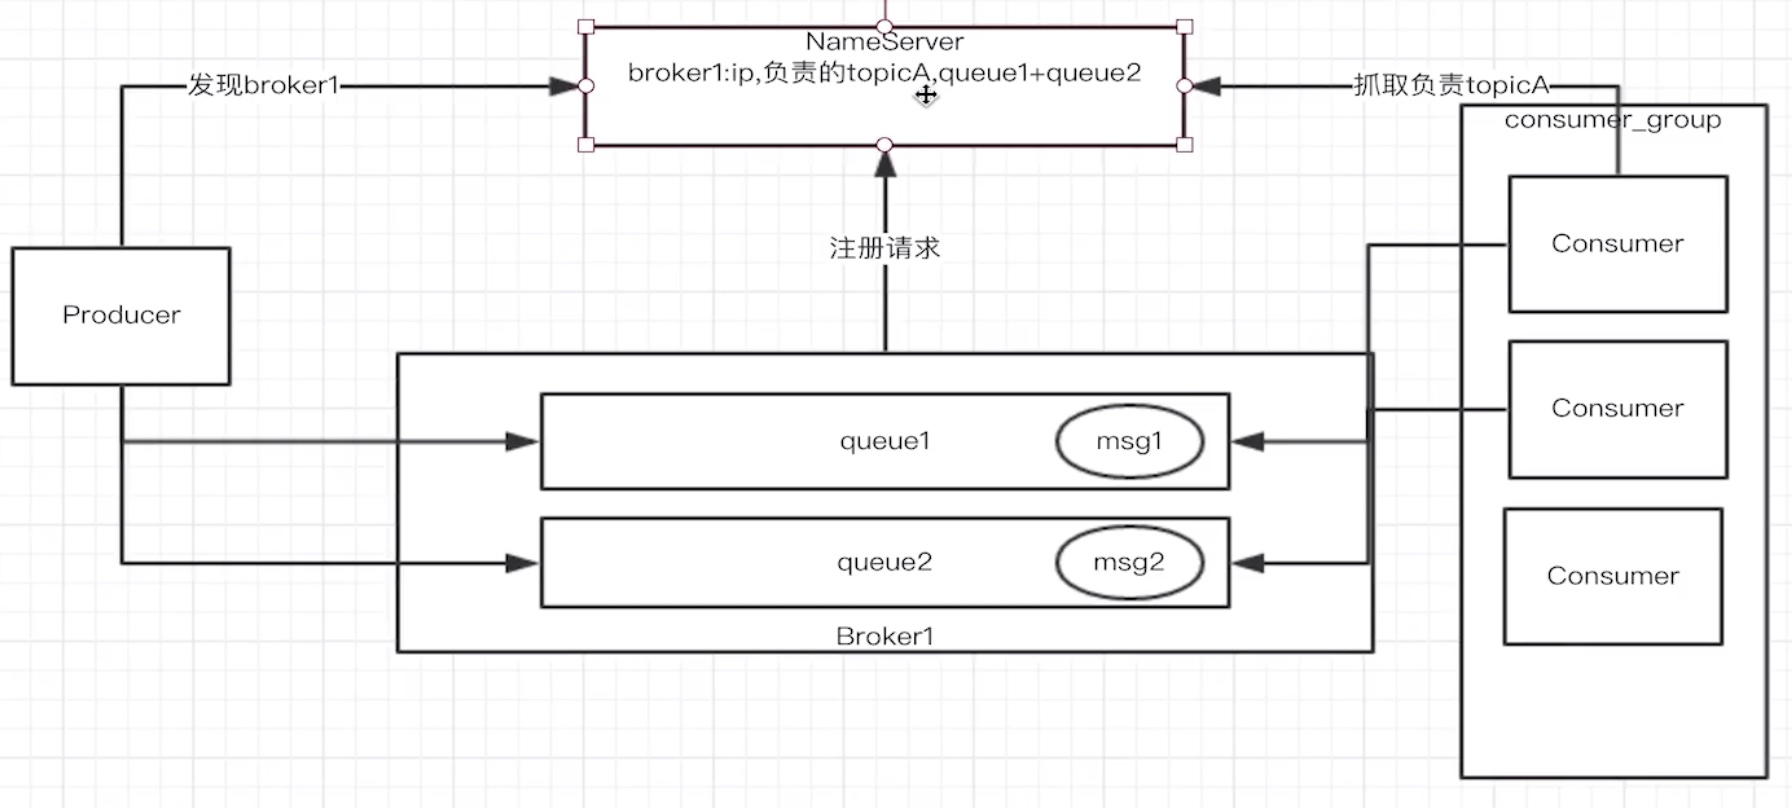 NameServer
broker1:ip,负责的topicA,queue1+queue2
发现broker1
抓取负责topicA
consumer_group
注册请求
Consumer
Producer
Consumer
queue1
msg1
queue2
msg2
Consumer
Broker1